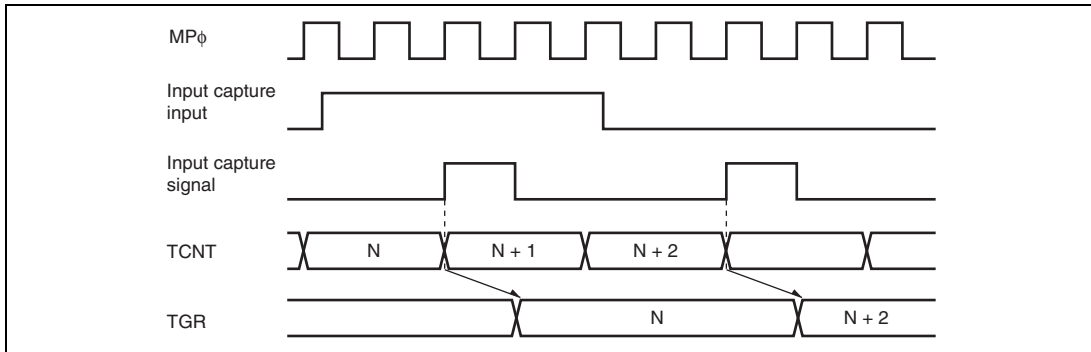 MPϕ
Input capture
input
Input capture
signal
TCNT N N + 1 N + 2
TGR N N + 2